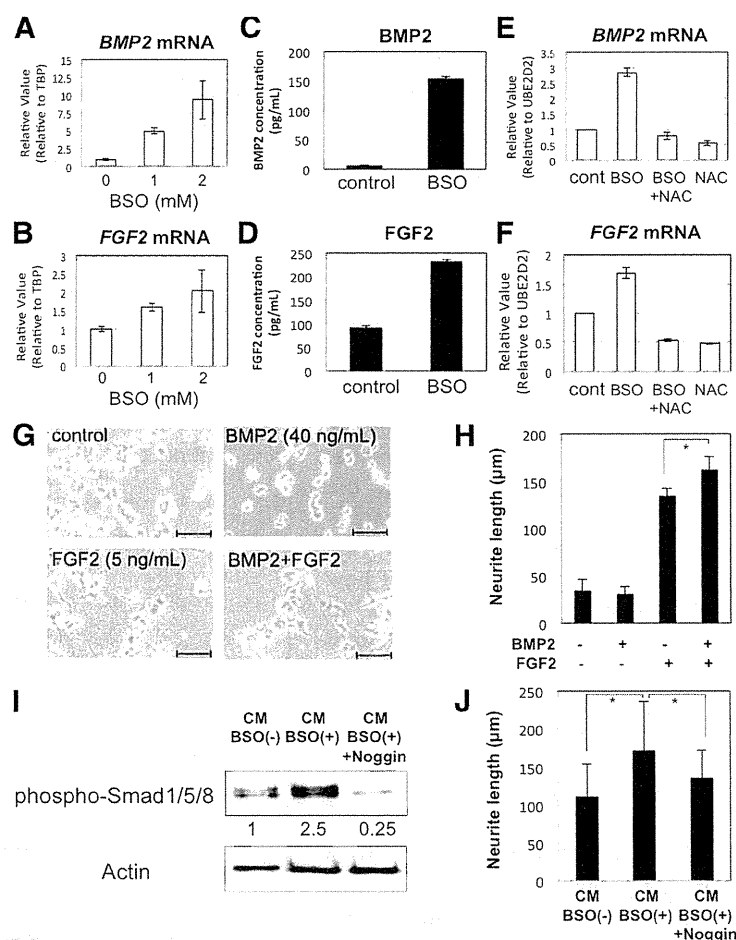 A
BMP2 mRNA
Relative Value
(Relative to TBP)
15
12.5
10
7.5
5
2.5
0
0 1 2
BSO (mM)
B
FGF2 mRNA
Relative Value
(Relative to TBP)
3
2.5
2
1.5
1
0.5
0
0 1 2
BSO (mM)
C
BMP2
BMP2 concentration
(pg/mL)
200
150
100
50
0
control BSO
D
FGF2
FGF2 concentration
(pg/mL)
250
200
150
100
50
0
control BSO
E
BMP2 mRNA
Relative Value
(Relative to UBE2D2)
3.5
3
2.5
2
1.5
1
0.5
0
cont BSO BSO NAC
+NAC
F
FGF2 mRNA
Relative Value
(Relative to UBE2D2)
2
1.5
1
0.5
0
cont BSO BSO NAC
+NAC
G
control
BMP2 (40 ng/mL)
FGF2 (5 ng/mL)
BMP2+FGF2
H
Neurite length (µm)
200
150
100
50
0
*
BMP2 - + - +
FGF2 - - + +
I
CM CM CM
BSO(-) BSO(+) BSO(+)
+Noggin
phospho-Smad1/5/8
1 2.5 0.25
Actin
J
Neurite length (µm)
250
200
150
100
50
0
* *
CM CM CM
BSO(-) BSO(+) BSO(+)
+Noggin